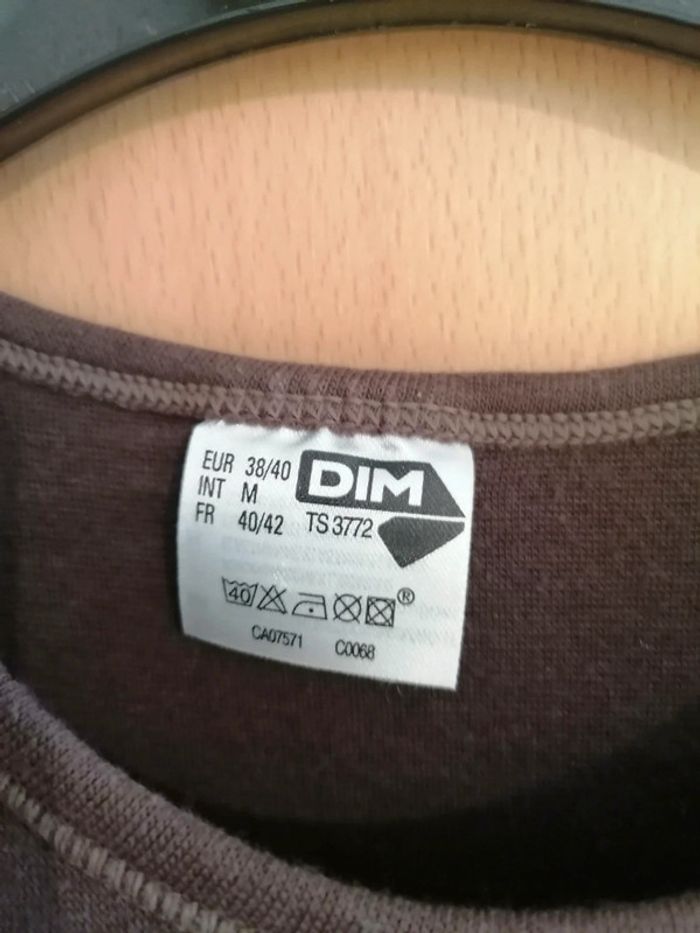 EUR 38/40 DIM
INT M
FR 40/42 TS 3772
40 ®
CA07571 C0068